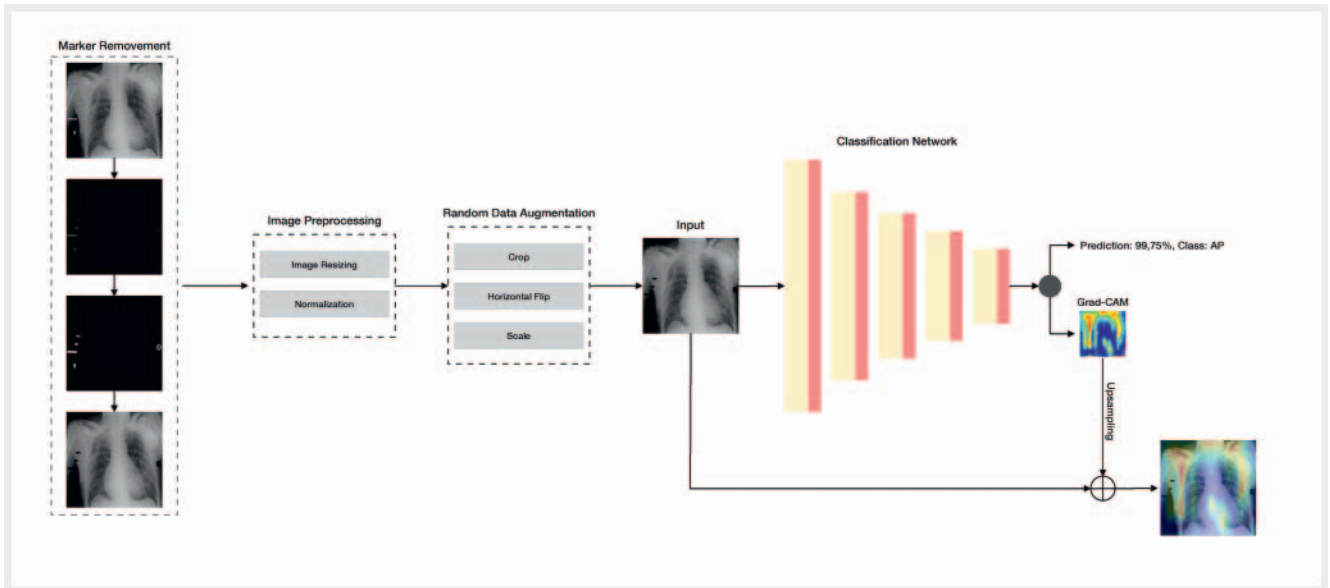 Marker Removement
Image Preprocessing
Image Resizing
Normalization
Random Data Augmentation
Crop
Horizontal Flip
Scale
Input
Classification Network
Prediction: 99,75%, Class: AP
Grad-CAM
Upsampling